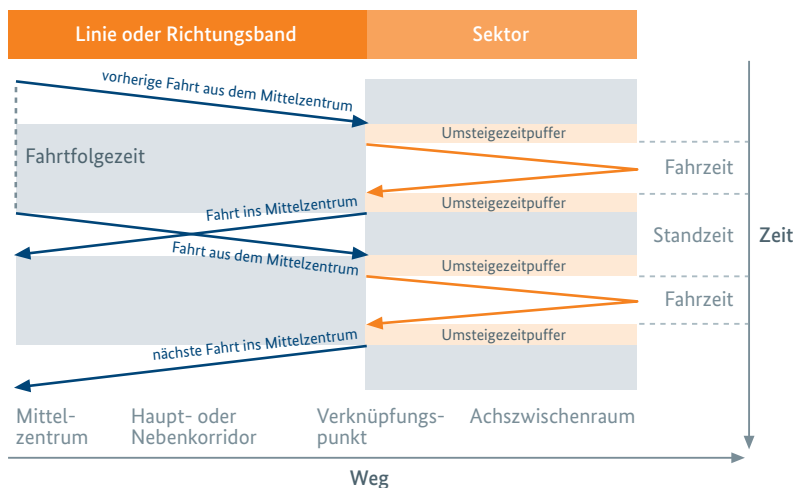 Linie oder Richtungsband
Sektor
vorherige Fahrt aus dem Mittelzentrum
Umsteigezeitpuffer
Fahrtfolgezeit
Fahrzeit
Fahrt ins Mittelzentrum
Umsteigezeitpuffer
Standzeit
Zeit
Fahrt aus dem Mittelzentrum
Umsteigezeitpuffer
Fahrzeit
nächste Fahrt ins Mittelzentrum
Umsteigezeitpuffer
Mittel-
zentrum
Haupt- oder
Nebenkorridor
Verknüpfungs-
punkt
Achszwischenraum
Weg